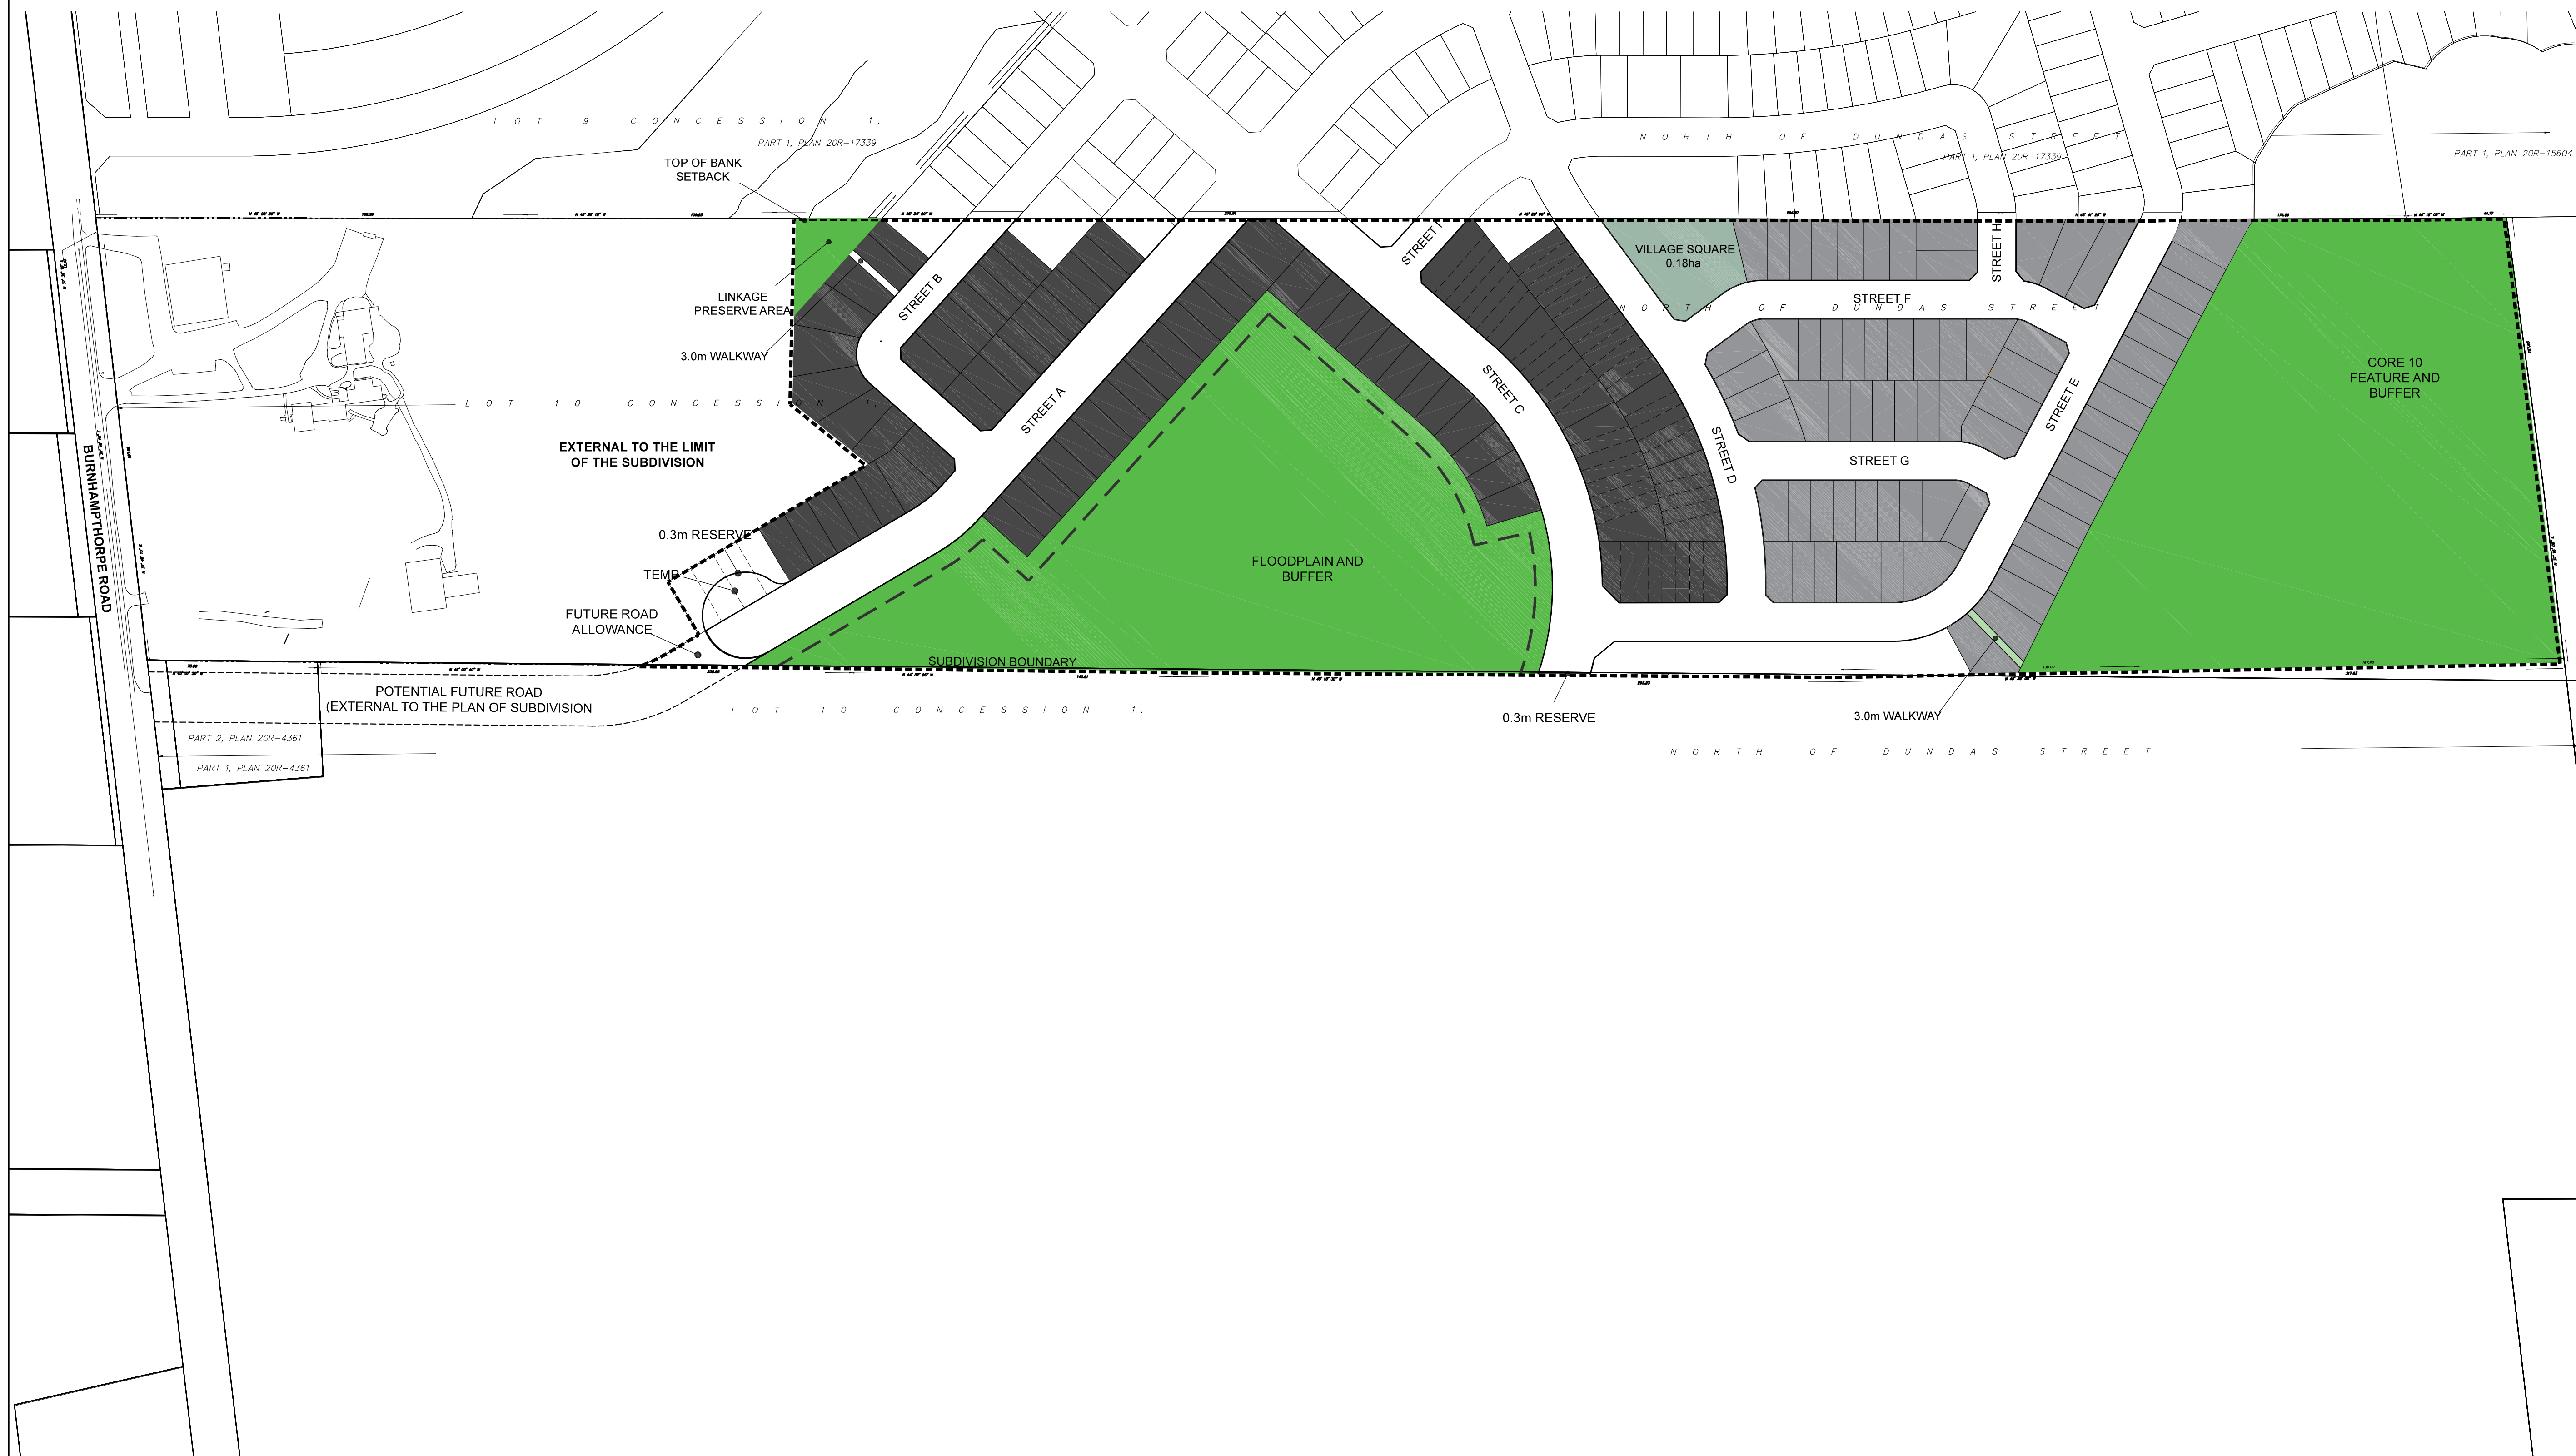 LOT 9 CONCESSION 1,
PART 1, PLAN 20R-17339
NORTH OF DUNDAS STREET
PART 1, PLAN 20R-17339
PART 1, PLAN 20R-15604
TOP OF BANK
SETBACK
LINKAGE
PRESERVE AREA
3.0m WALKWAY
STREET B
STREET A
STREET I
STREET C
STREET D
VILLAGE SQUARE
0.18ha
STREET H
STREET F
NORTH OF DUNDAS STREET
STREET E
STREET G
CORE 10
FEATURE AND
BUFFER
LOT 10 CONCESSION 1,
EXTERNAL TO THE LIMIT
OF THE SUBDIVISION
BURNHAMPTHORPE ROAD
0.3m RESERVE
TEMP
FUTURE ROAD
ALLOWANCE
FLOODPLAIN AND
BUFFER
SUBDIVISION BOUNDARY
POTENTIAL FUTURE ROAD
(EXTERNAL TO THE PLAN OF SUBDIVISION
LOT 10 CONCESSION 1,
0.3m RESERVE
3.0m WALKWAY
PART 2, PLAN 20R-4361
PART 1, PLAN 20R-4361
NORTH OF DUNDAS STREET